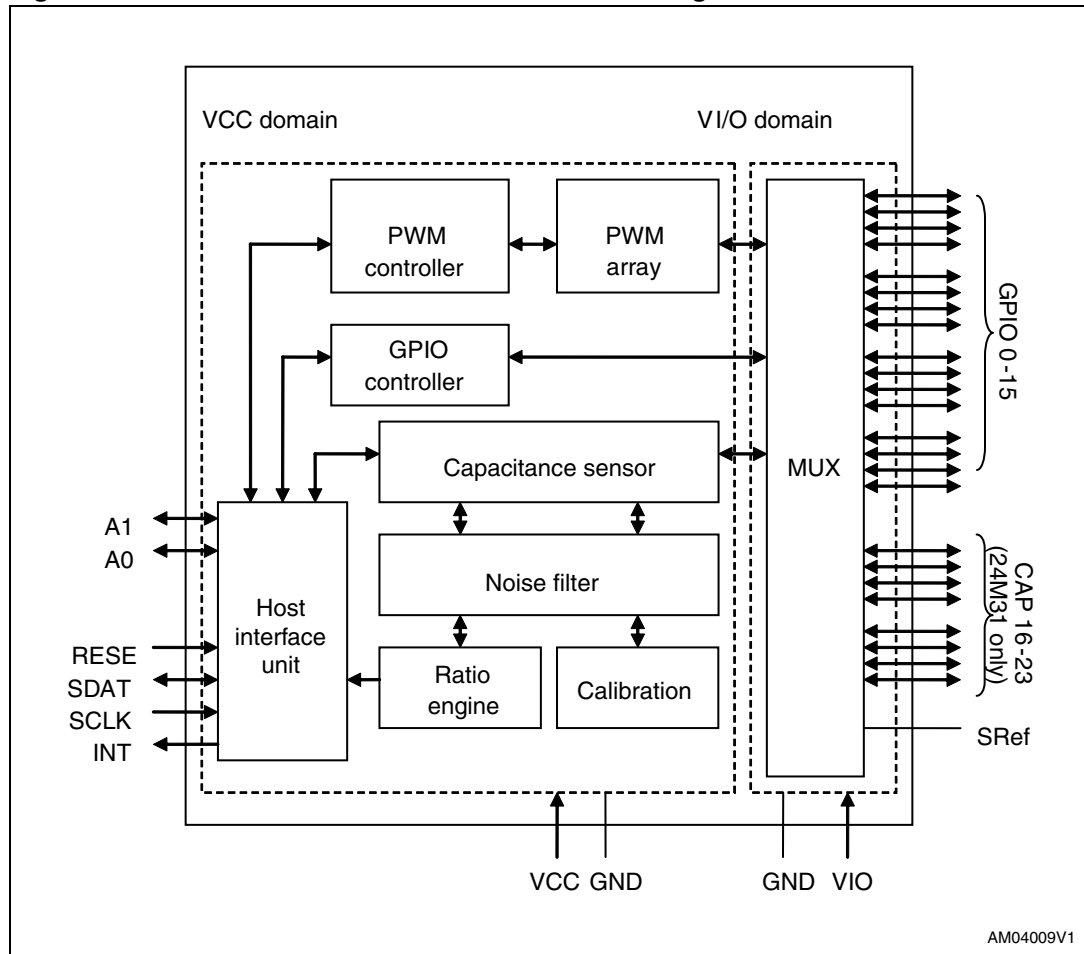 VCC domain
VI/O domain
PWM
controller
PWM
array
GPIO
controller
Capacitance sensor
MUX
Noise filter
Host
interface
unit
Ratio
engine
Calibration
A1
A0
RESE
SDAT
SCLK
INT
GPIO 0 -15
CAP 16 -23
(24M31 only)
SRef
VCC GND
GND VIO
AM04009V1